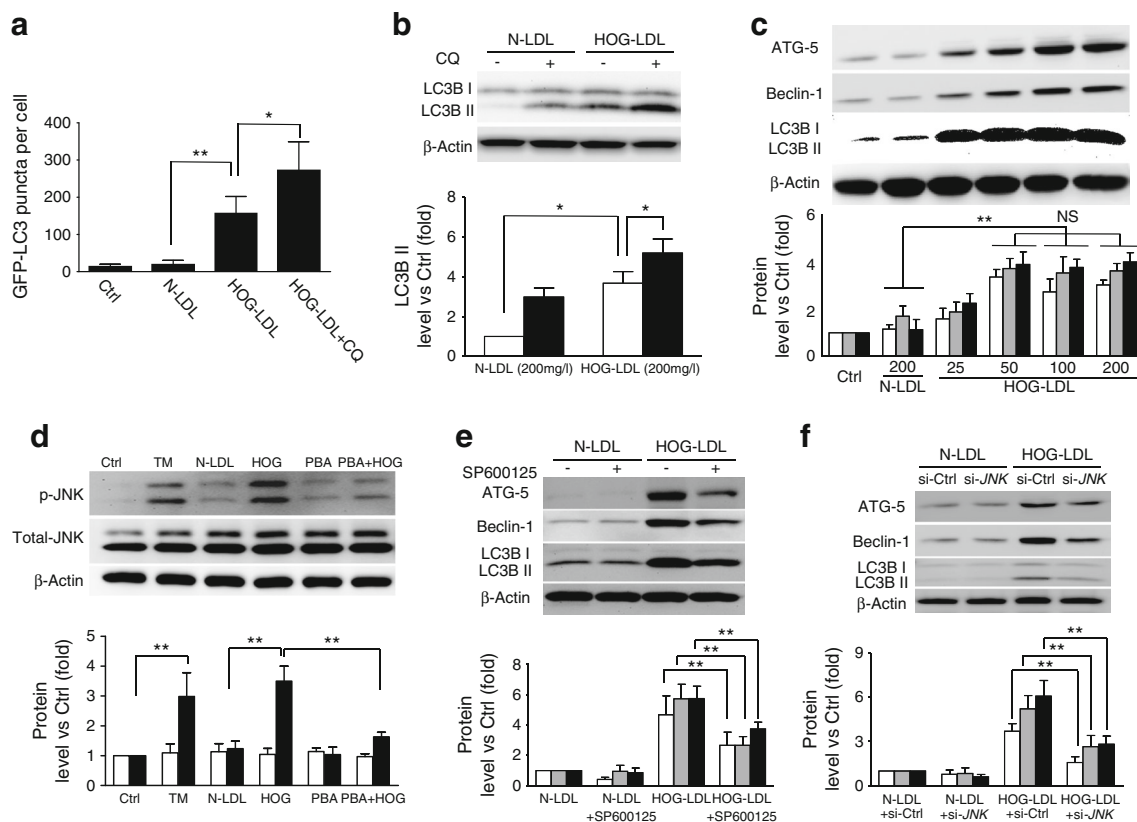 a
GFP-LC3 puncta per cell
400
300
200
100
0
**
*
Ctrl
N-LDL
HOG-LDL
HOG-LDL+CQ
b
N-LDL HOG-LDL
CQ - + - +
LC3B I
LC3B II
β-Actin
LC3B II
level vs Ctrl (fold)
8
6
4
2
0
*
*
N-LDL (200mg/l) HOG-LDL (200mg/l)
c
ATG-5
Beclin-1
LC3B I
LC3B II
β-Actin
Protein
level vs Ctrl (fold)
6
4
2
0
**
NS
Ctrl 200 25 50 100 200
N-LDL HOG-LDL
d
Ctrl TM N-LDL HOG PBA PBA+HOG
p-JNK
Total-JNK
β-Actin
Protein
level vs Ctrl (fold)
5
4
3
2
1
0
** ** **
Ctrl TM N-LDL HOG PBA PBA+HOG
e
N-LDL HOG-LDL
SP600125 - + - +
ATG-5
Beclin-1
LC3B I
LC3B II
β-Actin
Protein
level vs Ctrl (fold)
10
8
6
4
2
0
**
**
**
N-LDL N-LDL HOG-LDL HOG-LDL
+SP600125 +SP600125
f
N-LDL HOG-LDL
si-Ctrl si-JNK si-Ctrl si-JNK
ATG-5
Beclin-1
LC3B I
LC3B II
β-Actin
Protein
level vs Ctrl (fold)
10
8
6
4
2
0
**
**
**
N-LDL N-LDL HOG-LDL HOG-LDL
+si-Ctrl +si-JNK +si-Ctrl +si-JNK